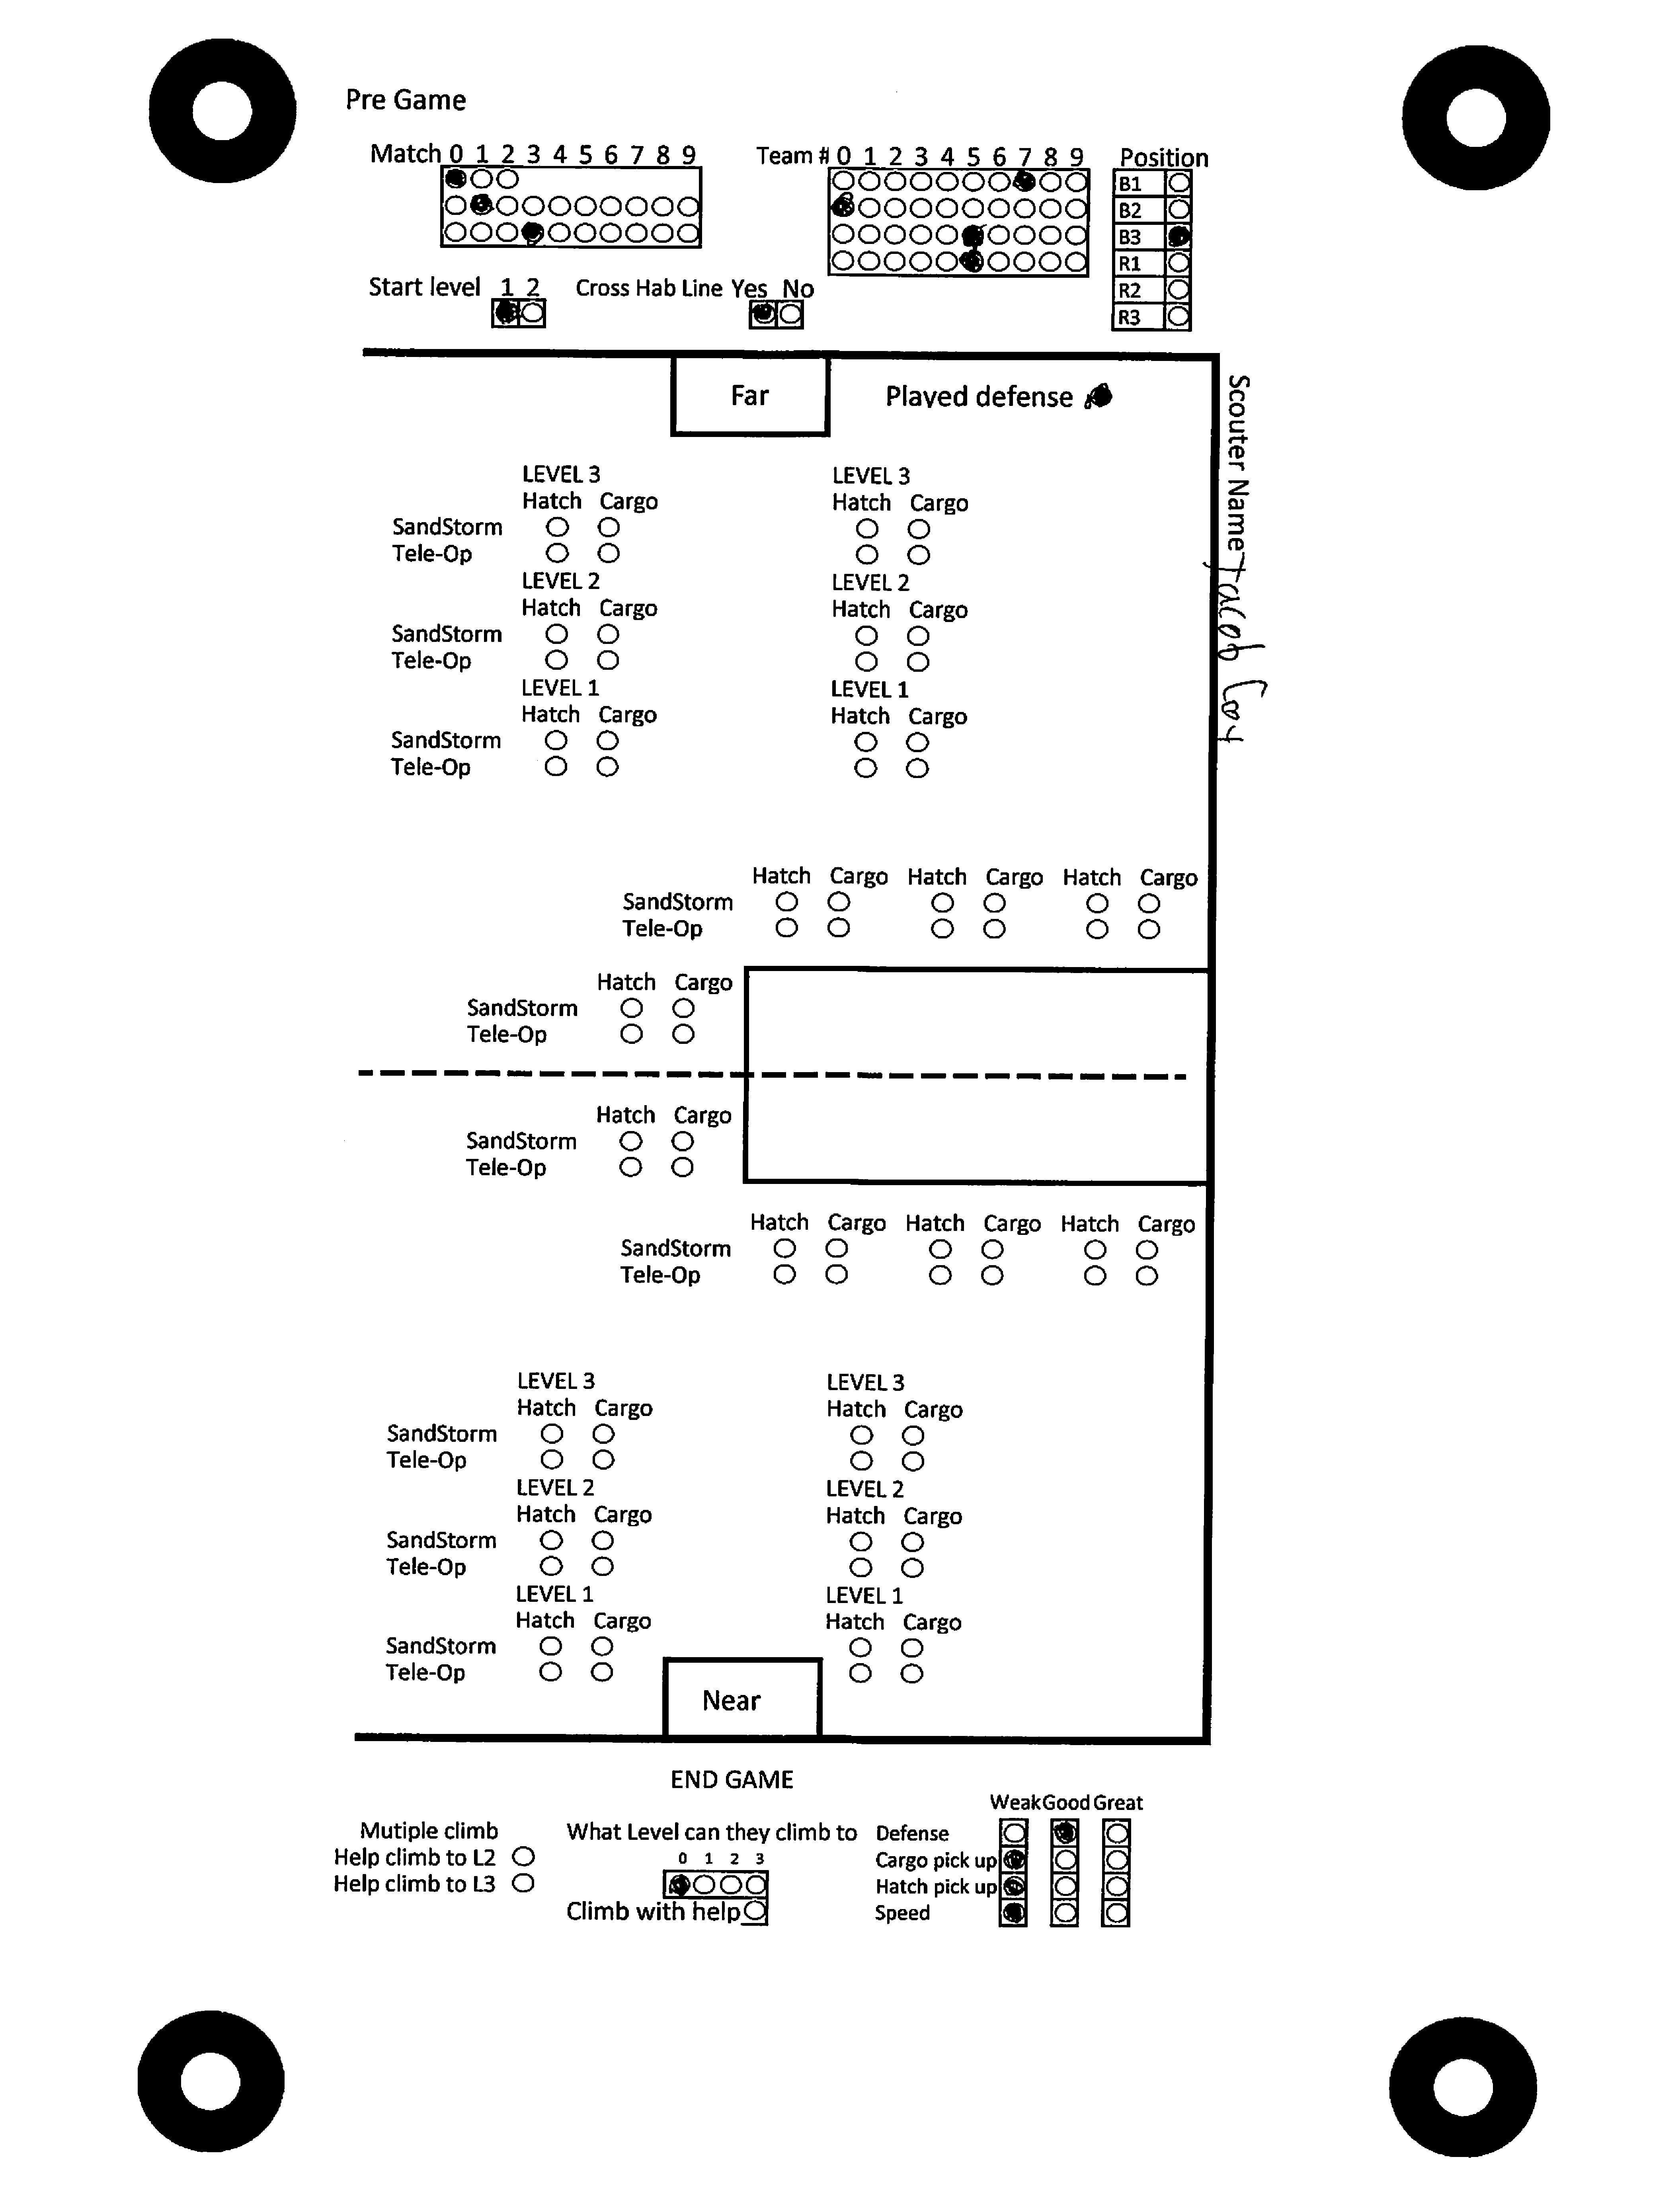 Pre Game
Match 0 1 2 3 4 5 6 7 8 9
Team # 0 1 2 3 4 5 6 7 8 9
Position
B1
B2
B3
R1
R2
R3
Start level 1 2
Cross Hab Line Yes No
Far
Played defense
Scouter Name Jacob Coy
LEVEL 3 LEVEL 3
Hatch Cargo Hatch Cargo
SandStorm
Tele-Op
LEVEL 2 LEVEL 2
Hatch Cargo Hatch Cargo
SandStorm
Tele-Op
LEVEL 1 LEVEL 1
Hatch Cargo Hatch Cargo
SandStorm
Tele-Op
Hatch Cargo Hatch Cargo Hatch Cargo
SandStorm
Tele-Op
Hatch Cargo
SandStorm
Tele-Op
Hatch Cargo
SandStorm
Tele-Op
Hatch Cargo Hatch Cargo Hatch Cargo
SandStorm
Tele-Op
LEVEL 3 LEVEL 3
Hatch Cargo Hatch Cargo
SandStorm
Tele-Op
LEVEL 2 LEVEL 2
Hatch Cargo Hatch Cargo
SandStorm
Tele-Op
LEVEL 1 LEVEL 1
Hatch Cargo Hatch Cargo
SandStorm
Tele-Op
Near
END GAME
Mutiple climb
Help climb to L2
Help climb to L3
What Level can they climb to
0 1 2 3
Climb with help
Weak Good Great
Defense
Cargo pick up
Hatch pick up
Speed